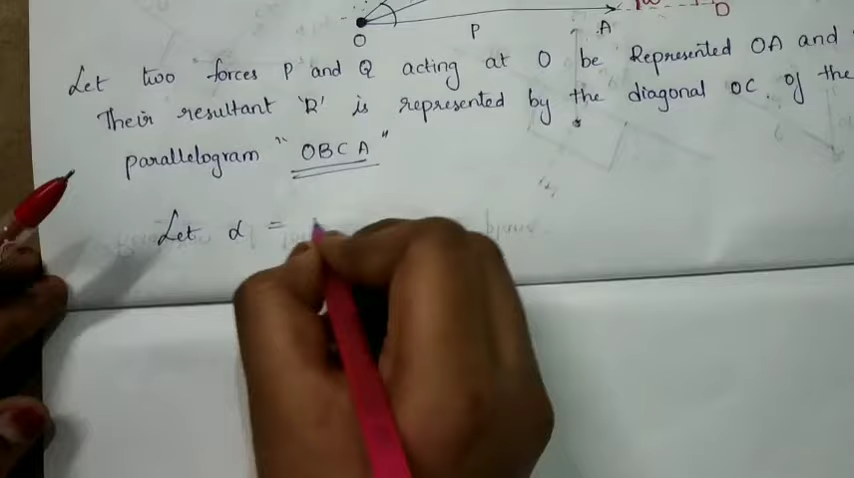 O P A D
Let two forces P and Q acting at O be Represented OA and
Their resultant 'R' is represented by the diagonal OC. of the
parallelogram " OBCA "
Let α =